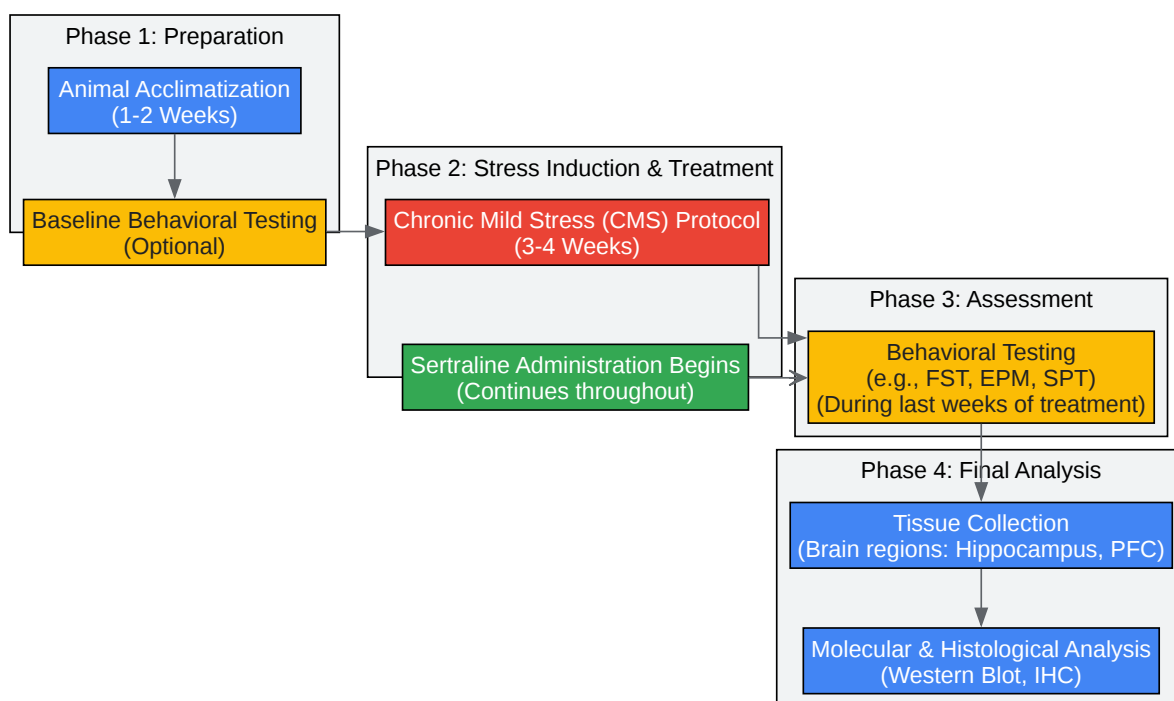 Phase 1: Preparation
Animal Acclimatization
(1-2 Weeks)
Baseline Behavioral Testing
(Optional)
Phase 2: Stress Induction & Treatment
Chronic Mild Stress (CMS) Protocol
(3-4 Weeks)
Sertraline Administration Begins
(Continues throughout)
Phase 3: Assessment
Behavioral Testing
(e.g., FST, EPM, SPT)
(During last weeks of treatment)
Phase 4: Final Analysis
Tissue Collection
(Brain regions: Hippocampus, PFC)
Molecular & Histological Analysis
(Western Blot, IHC)